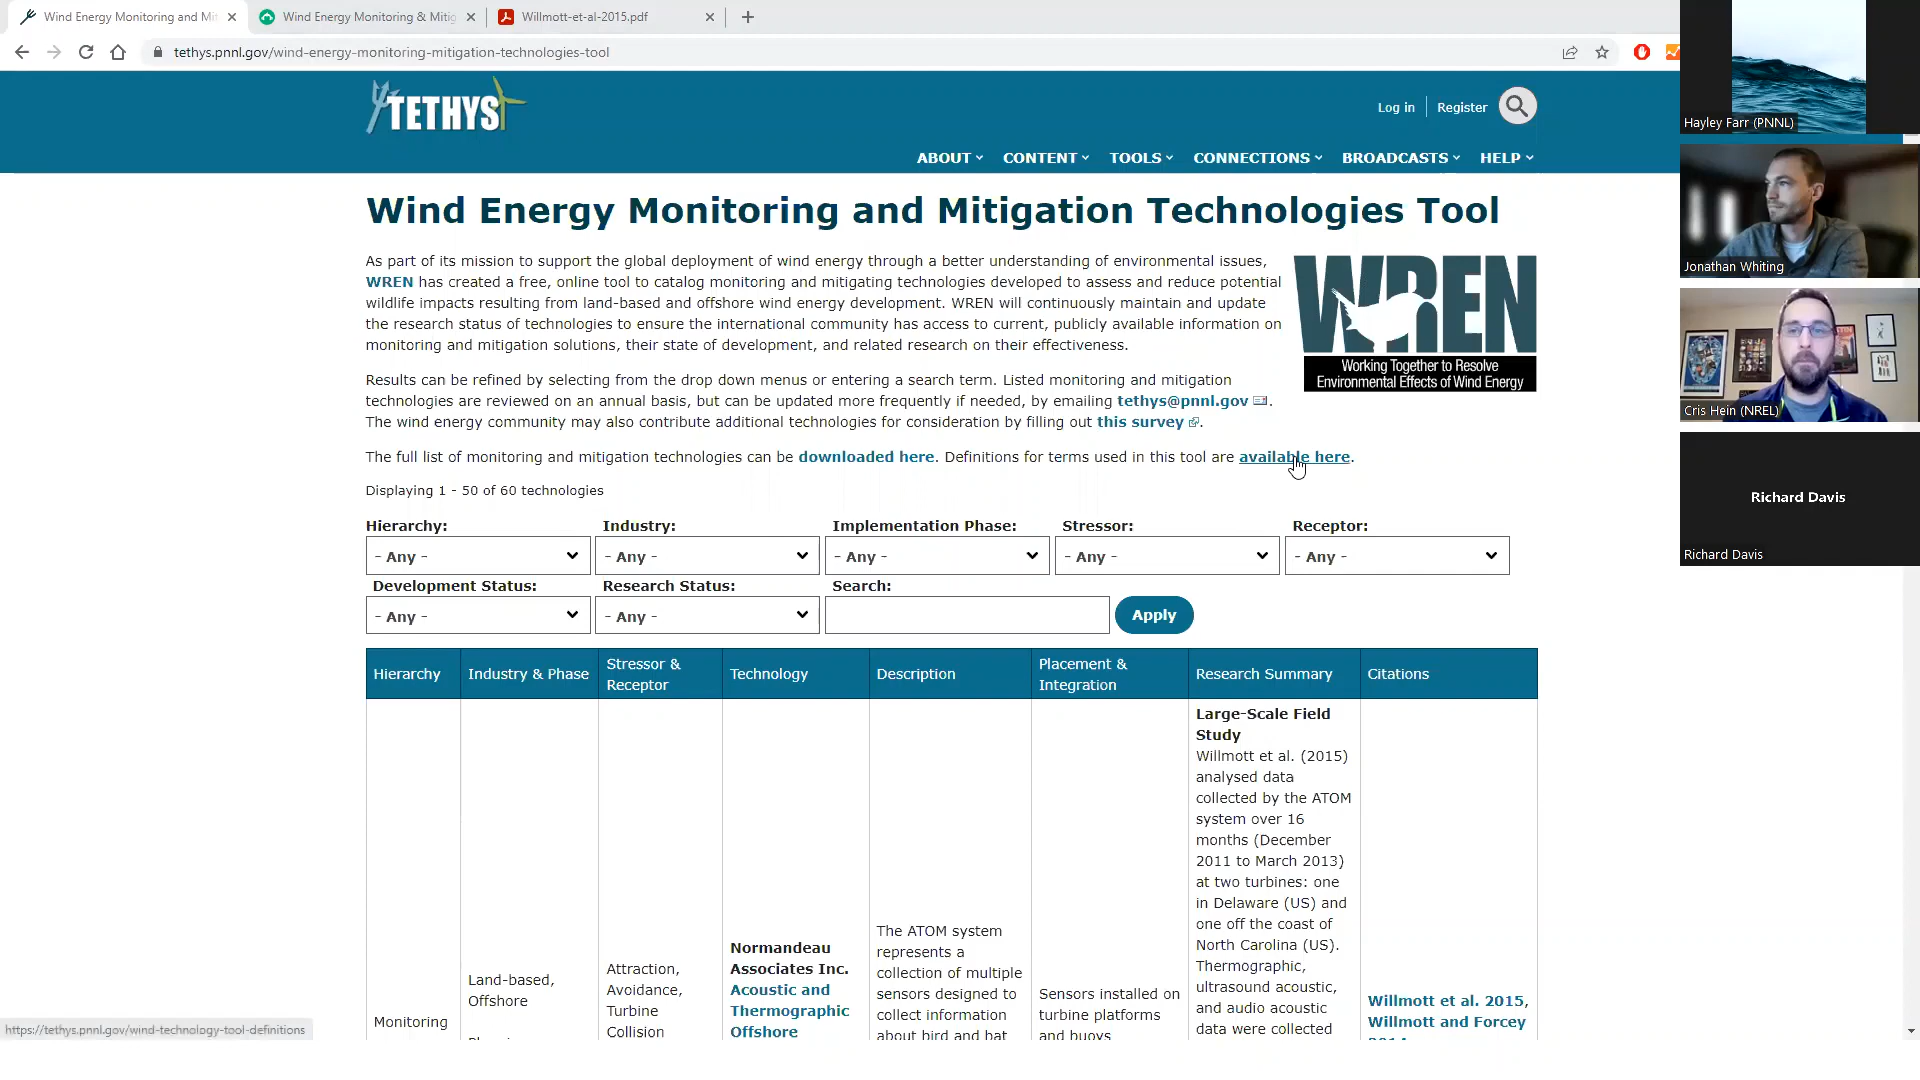 Wind Energy Monitoring and Mit
Wind Energy Monitoring & Mitig
Willmott-et-al-2015.pdf
tethys.pnnl.gov/wind-energy-monitoring-mitigation-technologies-tool
TETHYS
Log in
Register
ABOUT
CONTENT
TOOLS
CONNECTIONS
BROADCASTS
HELP
Wind Energy Monitoring and Mitigation Technologies Tool
As part of its mission to support the global deployment of wind energy through a better understanding of environmental issues,
WREN has created a free, online tool to catalog monitoring and mitigating technologies developed to assess and reduce potential
wildlife impacts resulting from land-based and offshore wind energy development. WREN will continuously maintain and update
the research status of technologies to ensure the international community has access to current, publicly available information on
monitoring and mitigation solutions, their state of development, and related research on their effectiveness.
WREN
Working Together to Resolve
Environmental Effects of Wind Energy
Results can be refined by selecting from the drop down menus or entering a search term. Listed monitoring and mitigation
technologies are reviewed on an annual basis, but can be updated more frequently if needed, by emailing tethys@pnnl.gov.
The wind energy community may also contribute additional technologies for consideration by filling out this survey.
The full list of monitoring and mitigation technologies can be downloaded here. Definitions for terms used in this tool are available here.
Displaying 1 - 50 of 60 technologies
Hierarchy: Industry: Implementation Phase: Stressor: Receptor:
- Any - - Any - - Any - - Any - - Any -
Development Status: Research Status: Search:
- Any - - Any - Apply
Hierarchy
Industry & Phase
Stressor &
Receptor
Technology
Description
Placement &
Integration
Research Summary
Citations
Monitoring
Land-based,
Offshore
Attraction,
Avoidance,
Turbine
Collision
Normandeau
Associates Inc.
Acoustic and
Thermographic
Offshore
The ATOM system
represents a
collection of multiple
sensors designed to
collect information
about bird and bat
Sensors installed on
turbine platforms
and buoys
Large-Scale Field
Study
Willmott et al. (2015)
analysed data
collected by the ATOM
system over 16
months (December
2011 to March 2013)
at two turbines: one
in Delaware (US) and
one off the coast of
North Carolina (US).
Thermographic,
ultrasound acoustic,
and audio acoustic
data were collected
Willmott et al. 2015,
Willmott and Forcey
https://tethys.pnnl.gov/wind-technology-tool-definitions
Hayley Farr (PNNL)
Jonathan Whiting
Cris Hein (NREL)
Richard Davis
Richard Davis